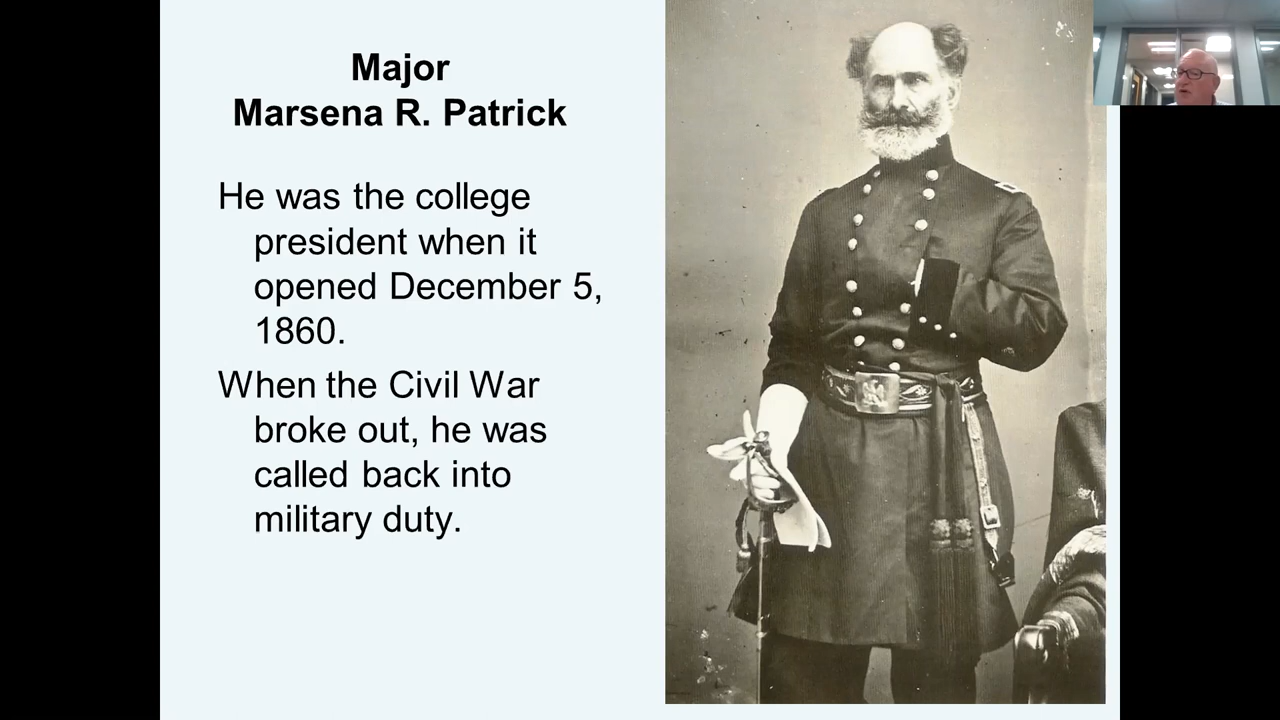 Major
Marsena R. Patrick
He was the college
president when it
opened December 5,
1860.
When the Civil War
broke out, he was
called back into
military duty.